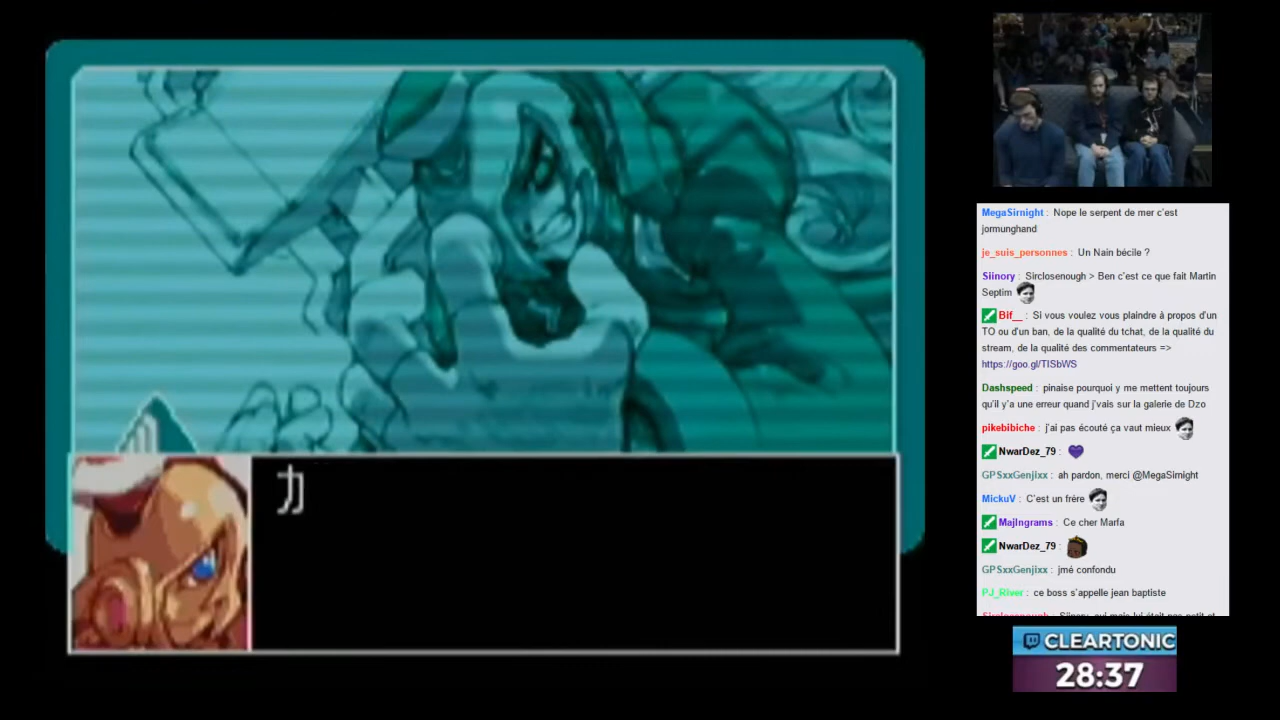 力
MegaSirnight : Nope le serpent de mer c'est
jormunghand
je_suis_personnes : Un Nain bécile ?
Siinory : Sirclosenough > Ben c'est ce que fait Martin
Septim
Bif__ : Si vous voulez vous plaindre à propos d'un
TO ou d'un ban, de la qualité du tchat, de la qualité du
stream, de la qualité des commentateurs =>
https://goo.gl/TISbWS
Dashspeed : pinaise pourquoi y me mettent toujours
qu'il y'a une erreur quand j'vais sur la galerie de Dzo
pikebibiche : j'ai pas écouté ça vaut mieux
NwarDez_79 :
GPSxxGenjixx : ah pardon, merci @MegaSirnight
MickuV : C'est un frère
MajIngrams : Ce cher Marfa
NwarDez_79 :
GPSxxGenjixx : jmé confondu
PJ_River : ce boss s'appelle jean baptiste
CLEARTONIC
28:37